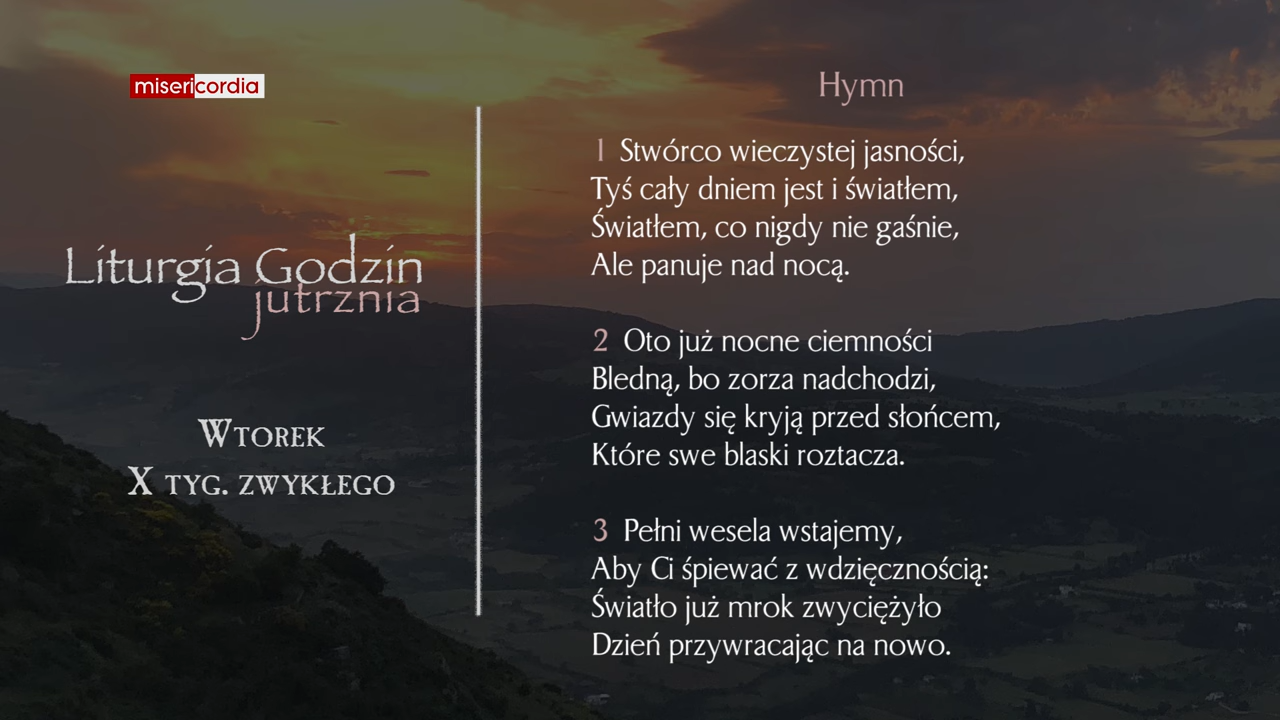 misericordia
Liturgia Godzin
jutrznia
Wtorek
X tyg. zwykłego
Hymn
1 Stwórco wieczystej jasności,
Tyś cały dniem jest i światłem,
Światłem, co nigdy nie gaśnie,
Ale panuje nad nocą.
2 Oto już nocne ciemności
Bledną, bo zorza nadchodzi,
Gwiazdy się kryją przed słońcem,
Które swe blaski roztacza.
3 Pełni wesela wstajemy,
Aby Ci śpiewać z wdzięcznością:
Światło już mrok zwyciężyło
Dzień przywracając na nowo.